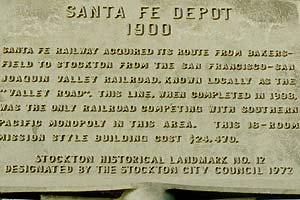 SANTA FE DEPOT
1900
SANTA FE RAILWAY ACQUIRED ITS ROUTE FROM BAKERS-
FIELD TO STOCKTON FROM THE SAN FRANCISCO-SAN
JOAQUIN VALLEY RAILROAD, KNOWN LOCALLY AS THE
"VALLEY ROAD". THIS LINE, WHEN COMPLETED IN 1898,
WAS THE ONLY RAILROAD COMPETING WITH SOUTHERN
PACIFIC MONOPOLY IN THIS AREA. THIS 18-ROOM
MISSION STYLE BUILDING COST $24,470.
STOCKTON HISTORICAL LANDMARK NO. 12
DESIGNATED BY THE STOCKTON CITY COUNCIL 1972